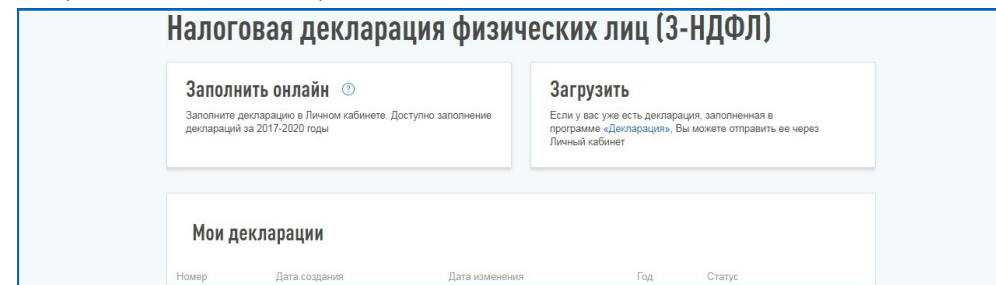 Налоговая декларация физических лиц (3-НДФЛ)
Заполнить онлайн ?
Заполните декларацию в Личном кабинете. Доступно заполнение
деклараций за 2017-2020 годы
Загрузить
Если у вас уже есть декларация, заполненная в
программе «Декларация», Вы можете отправить ее через
Личный кабинет
Мои декларации
Номер Дата создания Дата изменения Год Статус